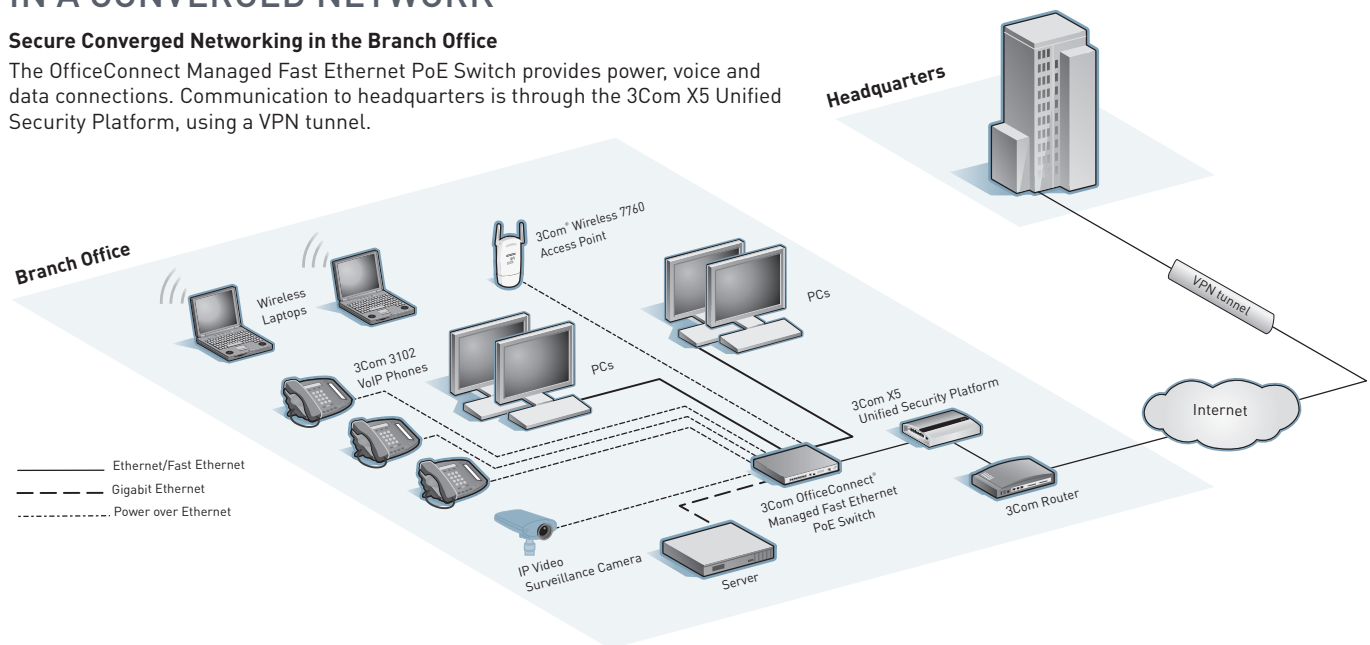 IN A CONVERGED NETWORK
Secure Converged Networking in the Branch Office
The OfficeConnect Managed Fast Ethernet PoE Switch provides power, voice and
data connections. Communication to headquarters is through the 3Com X5 Unified
Security Platform, using a VPN tunnel.
Headquarters
Branch Office
3Com® Wireless 7760
Access Point
Wireless
Laptops
PCs
VPN tunnel
3Com 3102
VoIP Phones
PCs
3Com X5
Unified Security Platform
Internet
Ethernet/Fast Ethernet
Gigabit Ethernet
Power over Ethernet
3Com OfficeConnect®
Managed Fast Ethernet
PoE Switch
3Com Router
IP Video
Surveillance Camera
Server